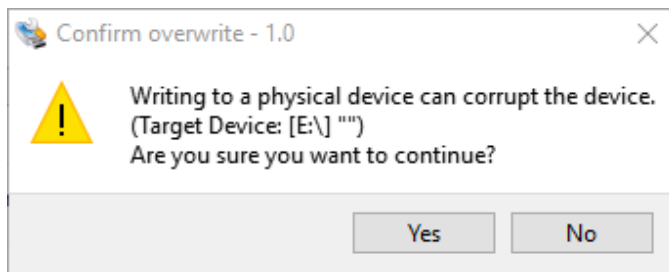 Confirm overwrite - 1.0
Writing to a physical device can corrupt the device.
(Target Device: [E:\] "")
Are you sure you want to continue?
Yes
No